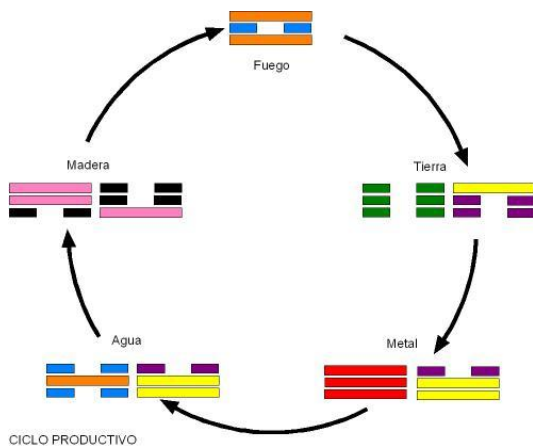 Fuego
Madera
Tierra
Agua
Metal
CICLO PRODUCTIVO